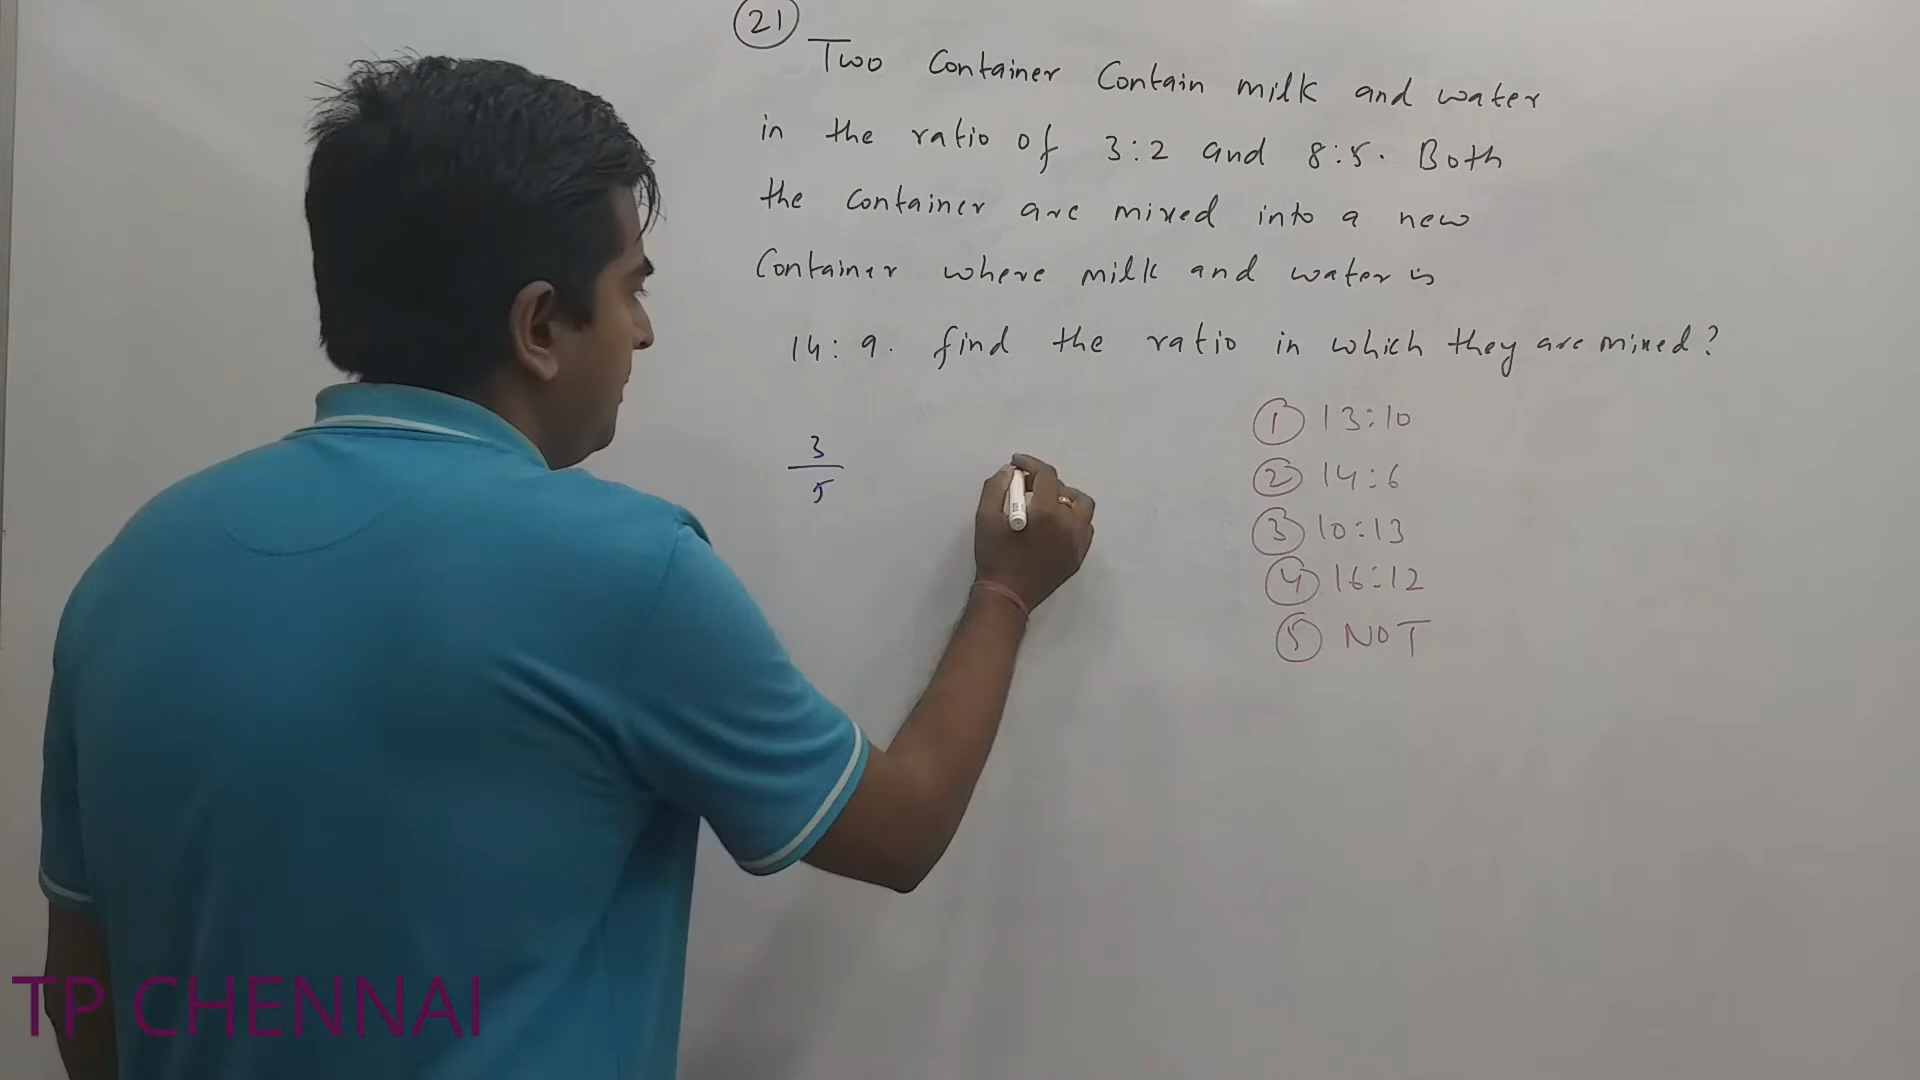 21
Two Container Contain milk and water
in the ratio of 3:2 and 8:5. Both
the container are mixed into a new
Container where milk and water is
14:9. find the ratio in which they are mixed?
3
5
1 13:10
2 14:6
3 10:13
4 16:12
5 NOT
TP CHENNAI